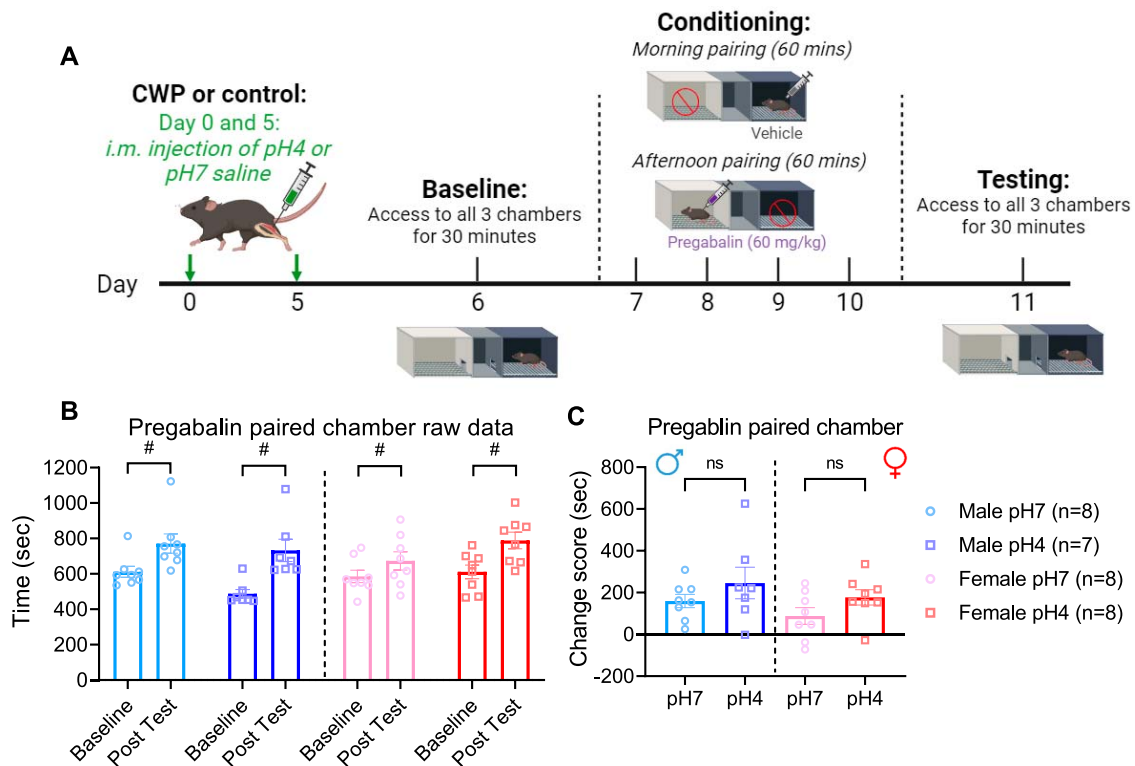 A
CWP or control:
Day 0 and 5:
i.m. injection of pH4 or
pH7 saline
Baseline:
Access to all 3 chambers
for 30 minutes
Conditioning:
Morning pairing (60 mins)
Vehicle
Afternoon pairing (60 mins)
Pregabalin (60 mg/kg)
Testing:
Access to all 3 chambers
for 30 minutes
Day
0
5
6
7
8
9
10
11
B
Pregabalin paired chamber raw data
# # # #
Time (sec)
1200
1000
800
600
400
200
0
Baseline
Post Test
Baseline
Post Test
Baseline
Post Test
Baseline
Post Test
C
Pregablin paired chamber
♂ ns ns ♀
Change score (sec)
800
600
400
200
0
-200
pH7 pH4 pH7 pH4
Male pH7 (n=8)
Male pH4 (n=7)
Female pH7 (n=8)
Female pH4 (n=8)